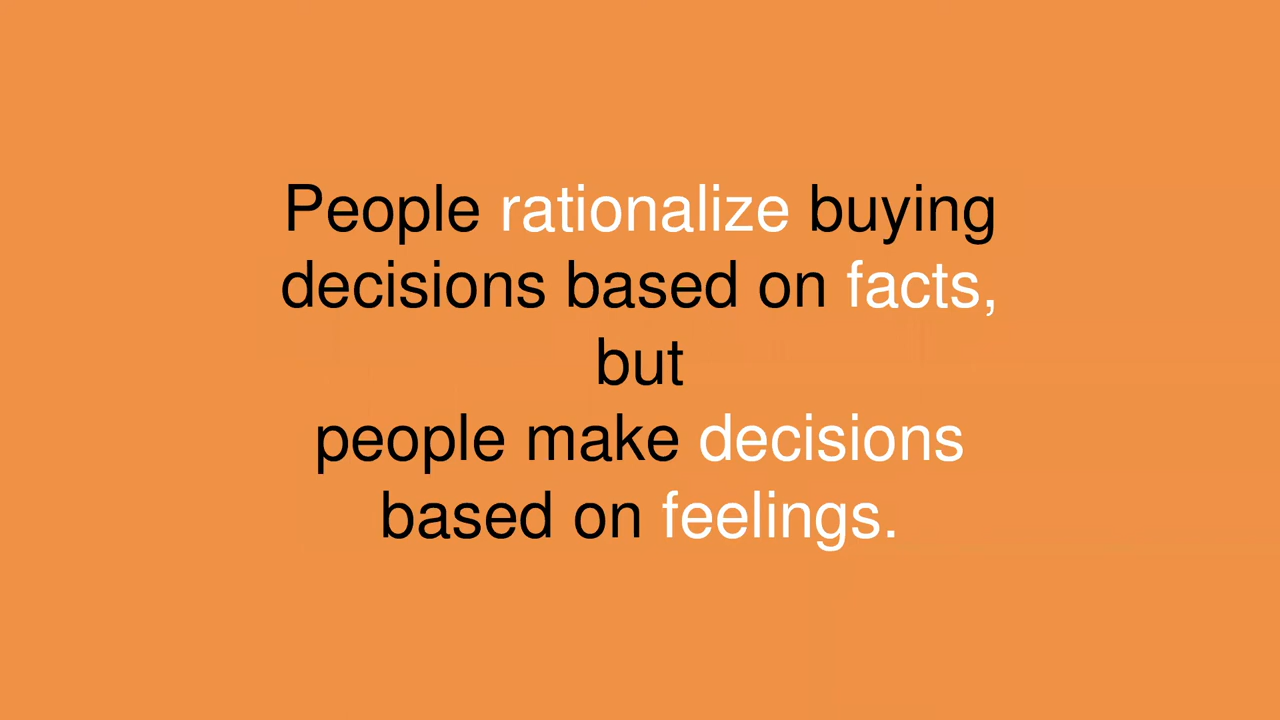 People rationalize buying
decisions based on facts,
but
people make decisions
based on feelings.